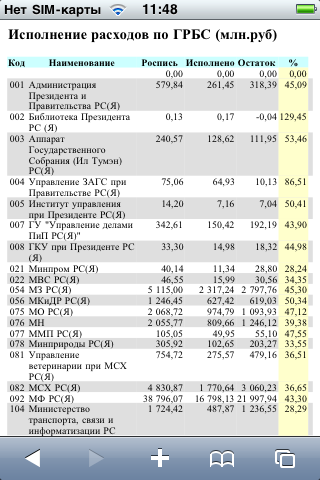 Нет SIM-карты 11:48
Исполнение расходов по ГРБС (млн.руб)
Код Наименование Роспись Исполнено Остаток %
0,00 0,00 0,00 0,00
001 Администрация 579,84 261,45 318,39 45,09
Президента и
Правительства РС(Я)
002 Библиотека Президента 0,13 0,17 -0,04 129,45
РС (Я)
003 Аппарат 240,57 128,62 111,95 53,46
Государственного
Собрания (Ил Тумэн)
РС(Я)
004 Управление ЗАГС при 75,06 64,93 10,13 86,51
Правительстве РС(Я)
005 Институт управления 14,20 7,16 7,04 50,41
при Президенте РС(Я)
007 ГУ "Управление делами 342,61 150,42 192,19 43,90
ПиП РС(Я)"
008 ГКУ при Президенте РС 33,30 14,98 18,32 44,98
(Я)
021 Минпром РС(Я) 40,14 11,34 28,80 28,24
022 МВС РС(Я) 46,55 15,99 30,56 34,35
054 МЗ РС(Я) 5 115,00 2 317,24 2 797,76 45,30
056 МКиДР РС(Я) 1 246,45 627,42 619,03 50,34
075 МО РС(Я) 2 068,72 974,79 1 093,93 47,12
076 МН 2 055,77 809,66 1 246,12 39,38
077 ММП РС(Я) 105,05 49,95 55,10 47,55
078 Минприроды РС(Я) 305,92 102,65 203,27 33,55
081 Управление 754,72 275,57 479,16 36,51
ветеринарии при МСХ
РС(Я)
082 МСХ РС(Я) 4 830,87 1 770,64 3 060,23 36,65
092 МФ РС(Я) 38 796,07 16 798,13 21 997,94 43,30
104 Министерство 1 724,42 487,87 1 236,55 28,29
транспорта, связи и
информатизации РС